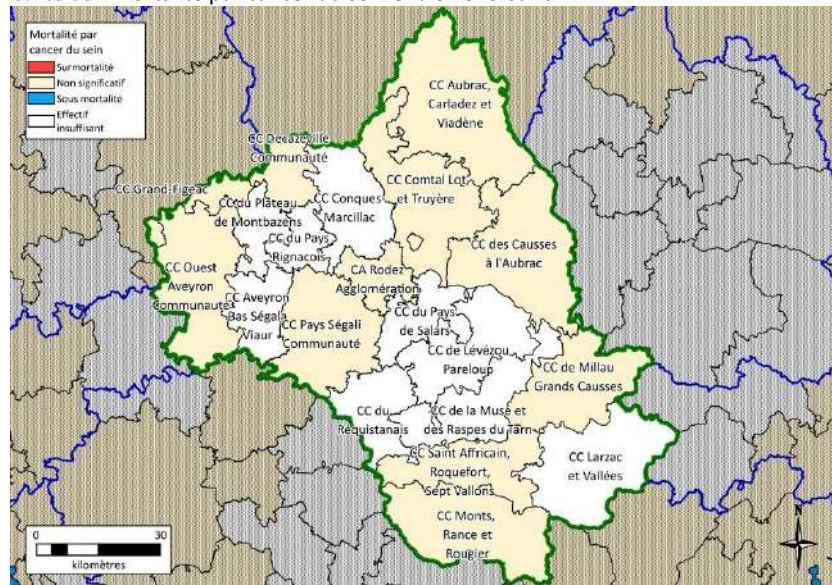 Mortalité par
cancer du sein
Surmortalité
Non significatif
Sous mortalité
Effectif
insuffisant
CC Aubrac,
Carladez et
Viadène
CC Decazeville
Communauté
CC Grand-Figeac
CC du Plateau
de Montbazens
CC Conques
Marcillac
CC Comtal Lot
et Truyère
CC du Pays
Rignacois
CC des Causses
à l'Aubrac
CC Ouest
Aveyron
Communauté
CA Rodez
Agglomération
CC Aveyron
Bas Ségala
Viaur
CC Pays Ségali
Communauté
CC du Pays
de Salars
CC de Lévézou
Pareloup
CC de Millau
Grands Causses
CC du
Réquistanais
CC de la Muse et
des Raspes du Tarn
CC Saint Affricain,
Roquefort,
Sept Vallons
CC Larzac
et Vallées
CC Monts,
Rance et
Rougier
0 30
kilomètres